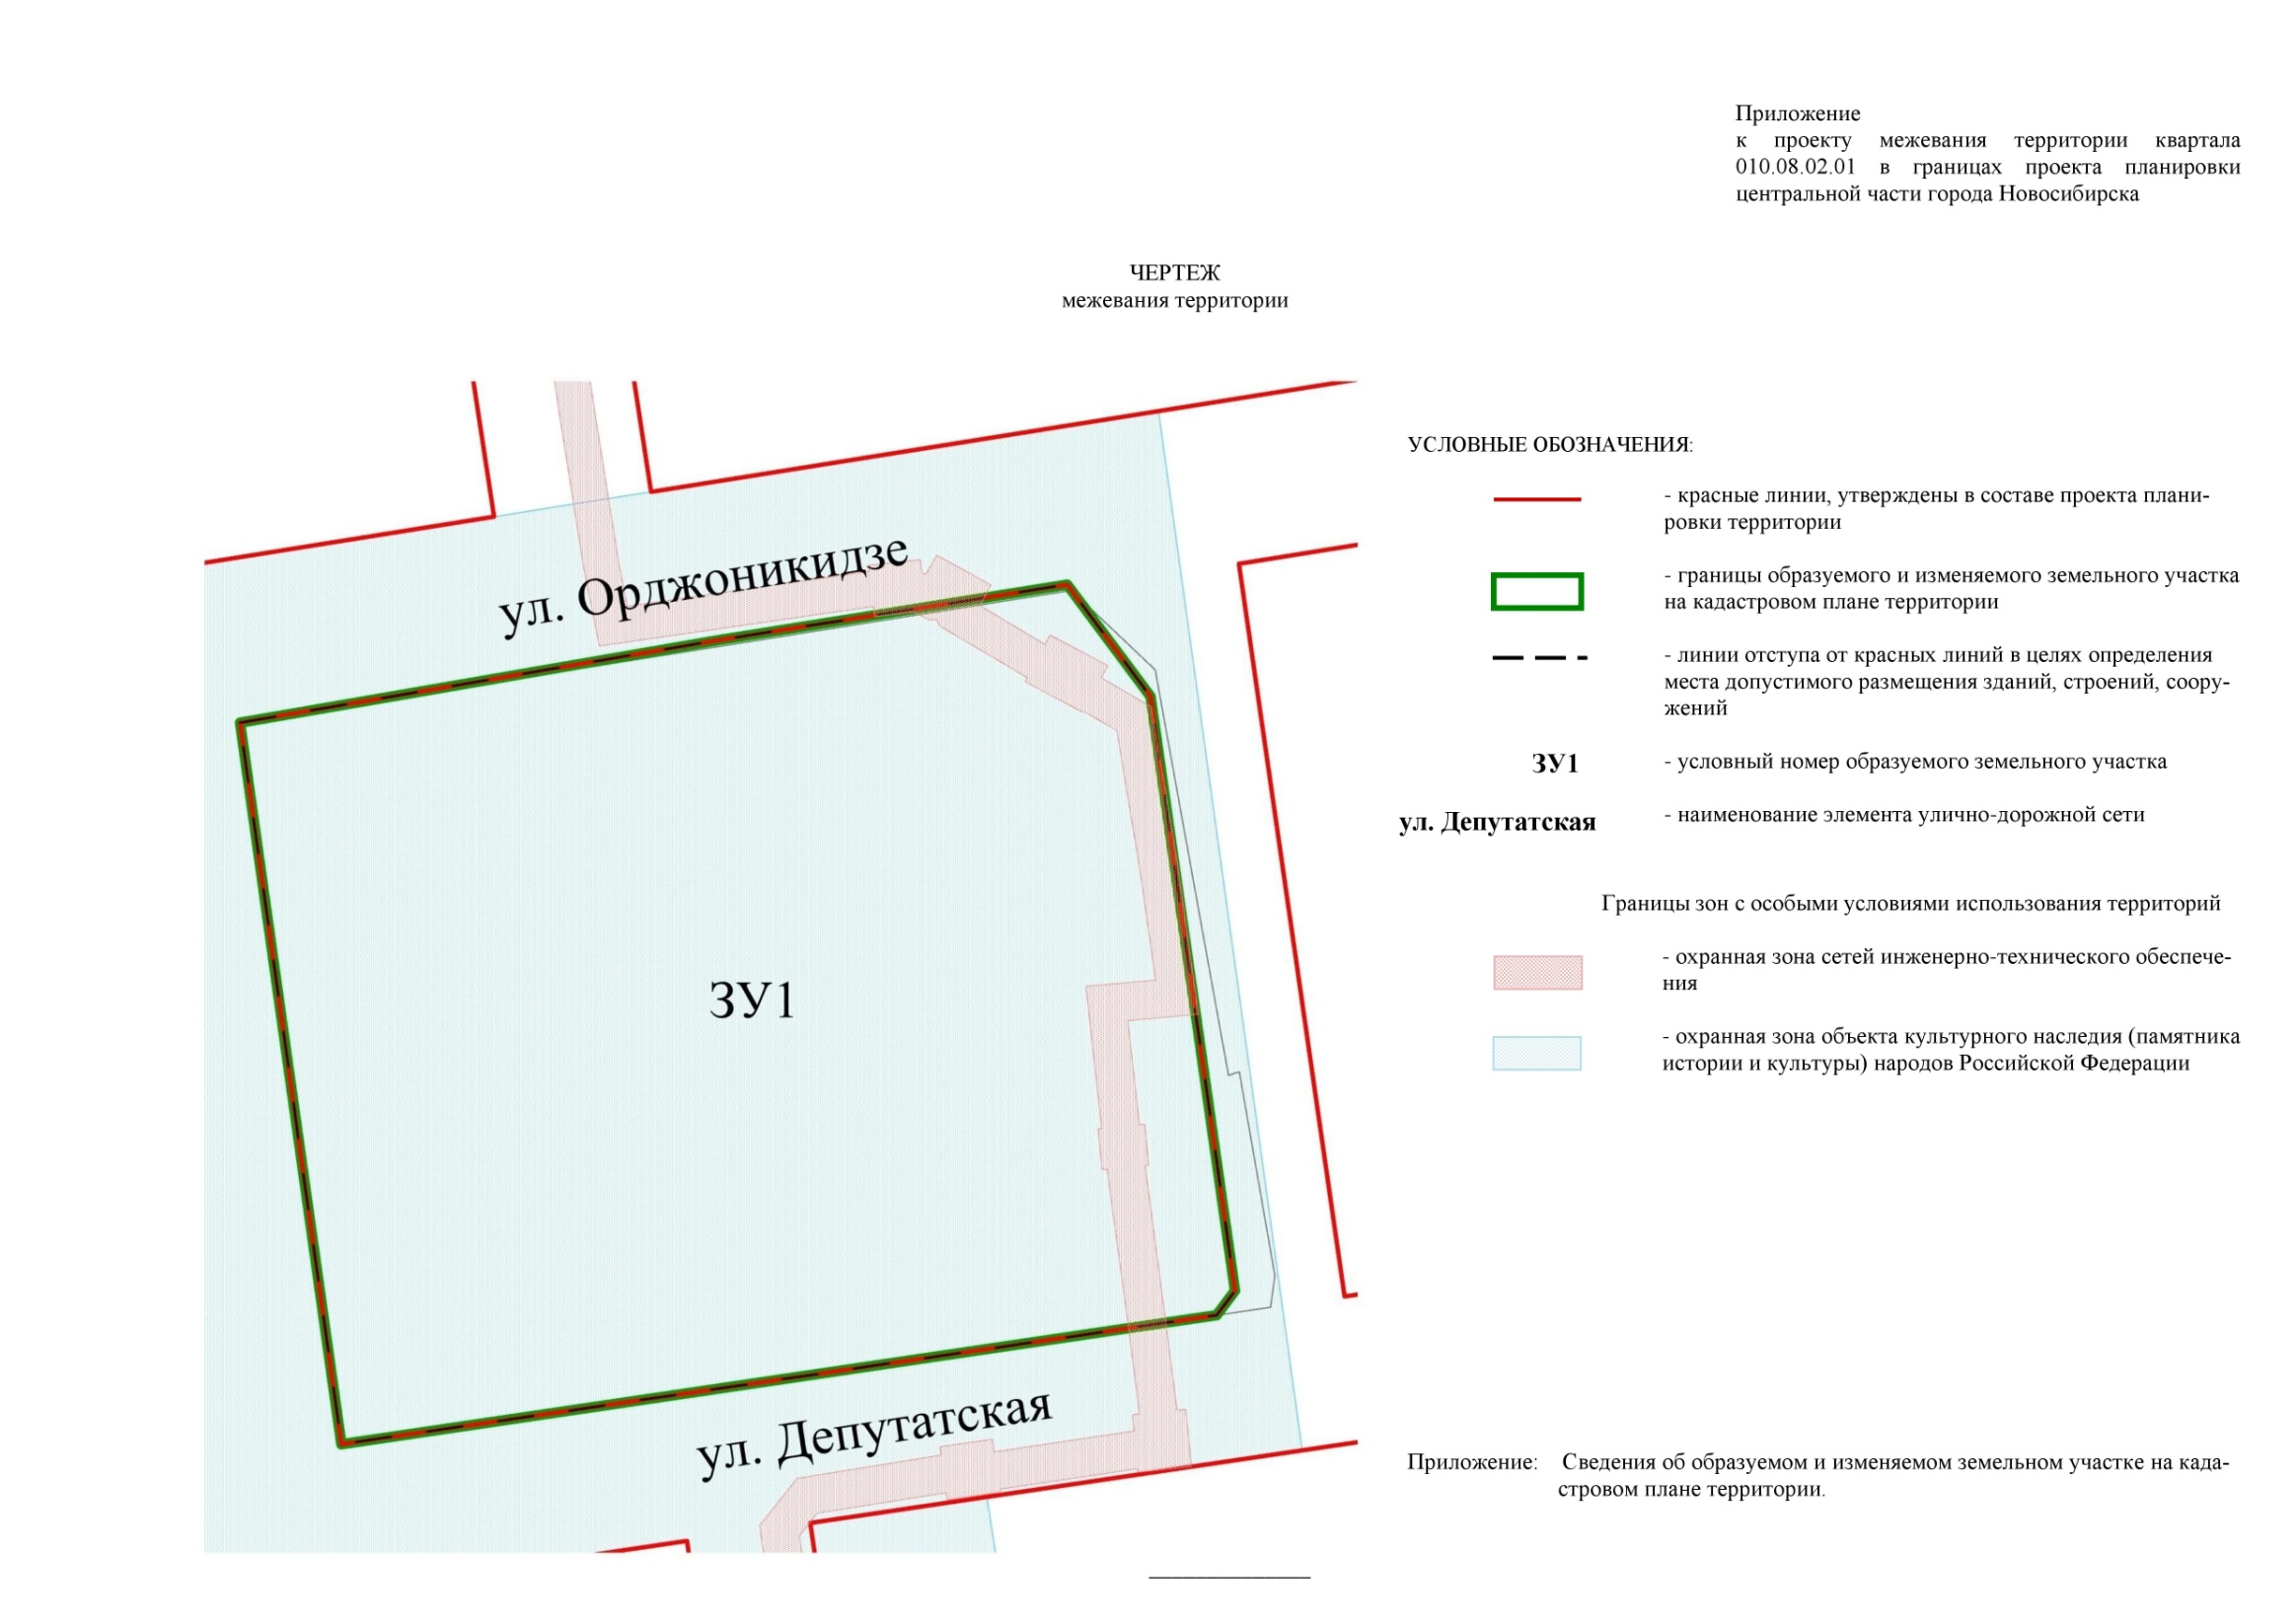 Приложение
к проекту межевания территории квартала
010.08.02.01 в границах проекта планировки
центральной части города Новосибирска
ЧЕРТЕЖ
межевания территории
ул. Орджоникидзе
ЗУ1
ул. Депутатская
УСЛОВНЫЕ ОБОЗНАЧЕНИЯ:
- красные линии, утверждены в составе проекта плани-
ровки территории
- границы образуемого и изменяемого земельного участка
на кадастровом плане территории
- линии отступа от красных линий в целях определения
места допустимого размещения зданий, строений, соору-
жений
ЗУ1 - условный номер образуемого земельного участка
ул. Депутатская - наименование элемента улично-дорожной сети
Границы зон с особыми условиями использования территорий
- охранная зона сетей инженерно-технического обеспече-
ния
- охранная зона объекта культурного наследия (памятника
истории и культуры) народов Российской Федерации
Приложение: Сведения об образуемом и изменяемом земельном участке на када-
стровом плане территории.